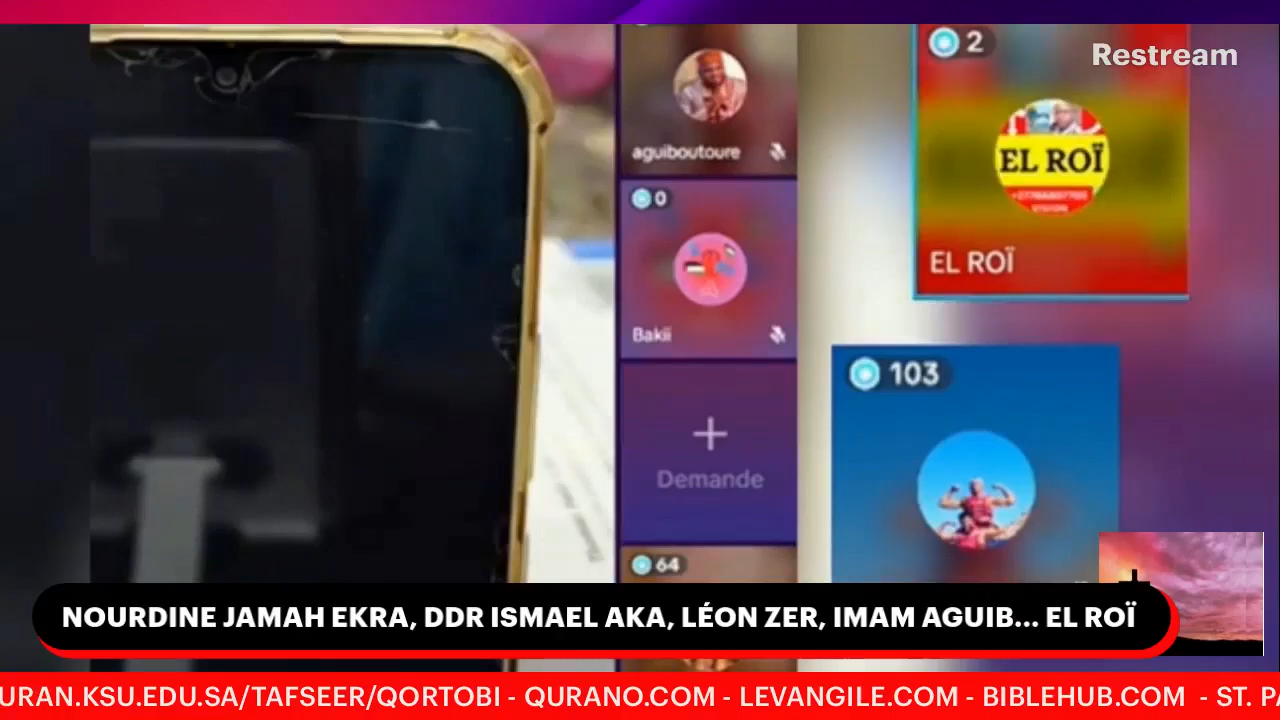 Restream
2
EL ROÏ
EL ROÏ
aguiboutoure
0
Bakii
+
Demande
103
64
NOURDINE JAMAH EKRA, DDR ISMAEL AKA, LÉON ZER, IMAM AGUIB... EL ROÏ
URAN.KSU.EDU.SA/TAFSEER/QORTOBI - QURANO.COM - LEVANGILE.COM - BIBLEHUB.COM - ST. PA